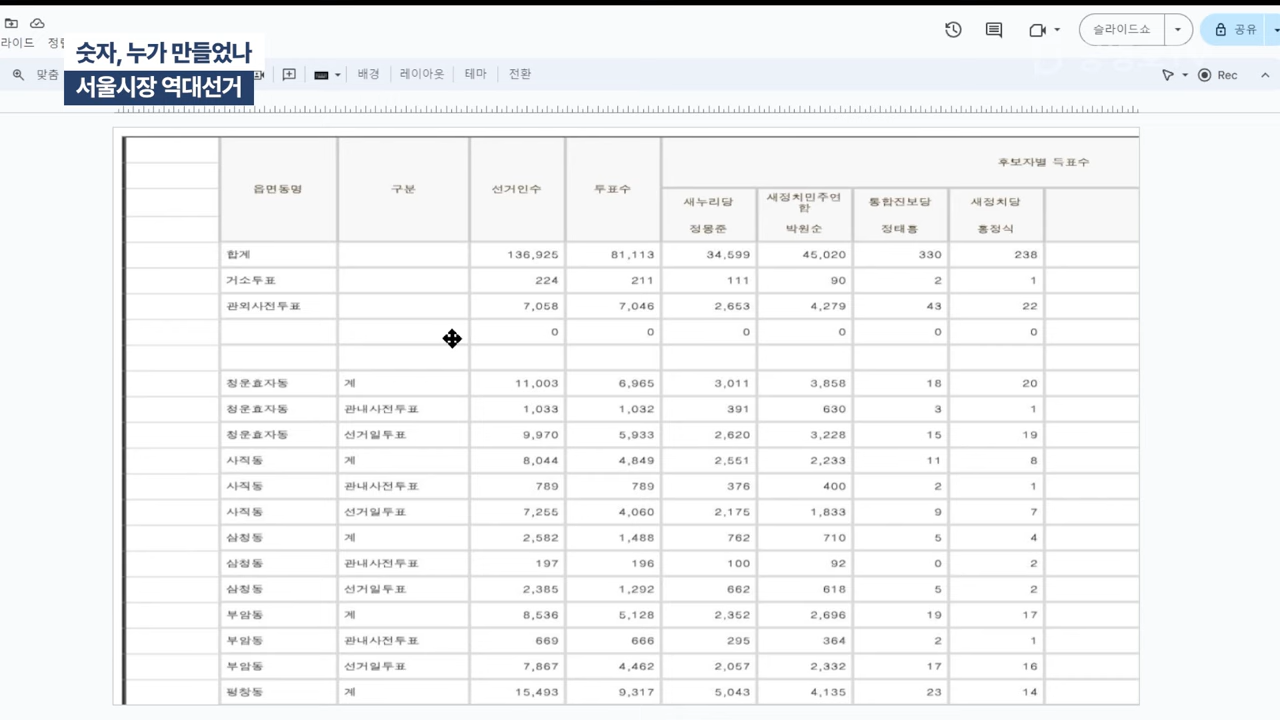 라이드
숫자, 누가 만들었나
서울시장 역대선거
슬라이드쇼
공유
맞춤
배경
레이아웃
테마
전환
Rec
읍면동명 구분 선거인수 투표수 후보자별 득표수
새누리당 새정치민주연합 통합진보당 새정치당
정몽준 박원순 정태흥 홍정식
합계 136,925 81,113 34,599 45,020 330 238
거소투표 224 211 111 90 2 1
관외사전투표 7,058 7,046 2,653 4,279 43 22
0 0 0 0 0 0
청운효자동 계 11,003 6,965 3,011 3,858 18 20
청운효자동 관내사전투표 1,033 1,032 391 630 3 1
청운효자동 선거일투표 9,970 5,933 2,620 3,228 15 19
사직동 계 8,044 4,849 2,551 2,233 11 8
사직동 관내사전투표 789 789 376 400 2 1
사직동 선거일투표 7,255 4,060 2,175 1,833 9 7
삼청동 계 2,582 1,488 762 710 5 4
삼청동 관내사전투표 197 196 100 92 0 2
삼청동 선거일투표 2,385 1,292 662 618 5 2
부암동 계 8,536 5,128 2,352 2,696 19 17
부암동 관내사전투표 669 666 295 364 2 1
부암동 선거일투표 7,867 4,462 2,057 2,332 17 16
평창동 계 15,493 9,317 5,043 4,135 23 14